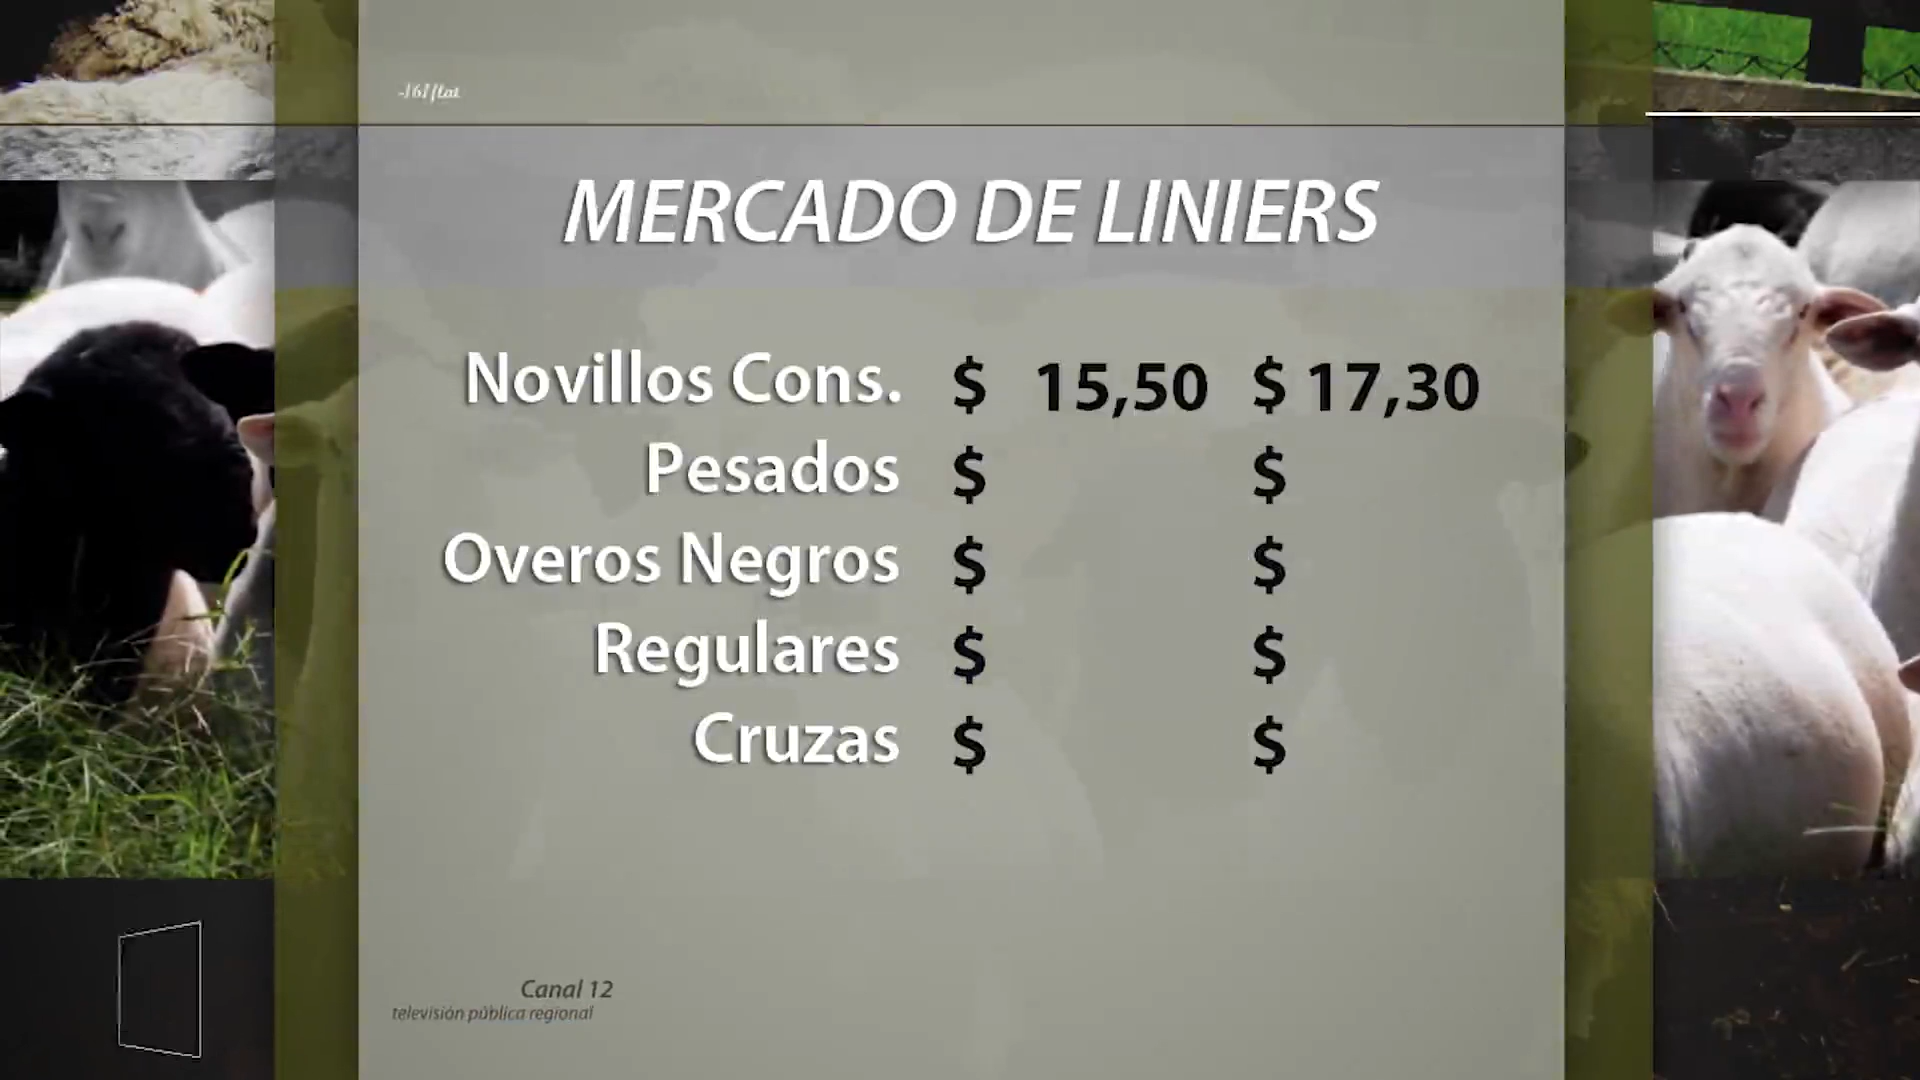 MERCADO DE LINIERS
Novillos Cons. $ 15,50 $ 17,30
Pesados $ $
Overos Negros $ $
Regulares $ $
Cruzas $ $
Canal 12
televisión pública regional